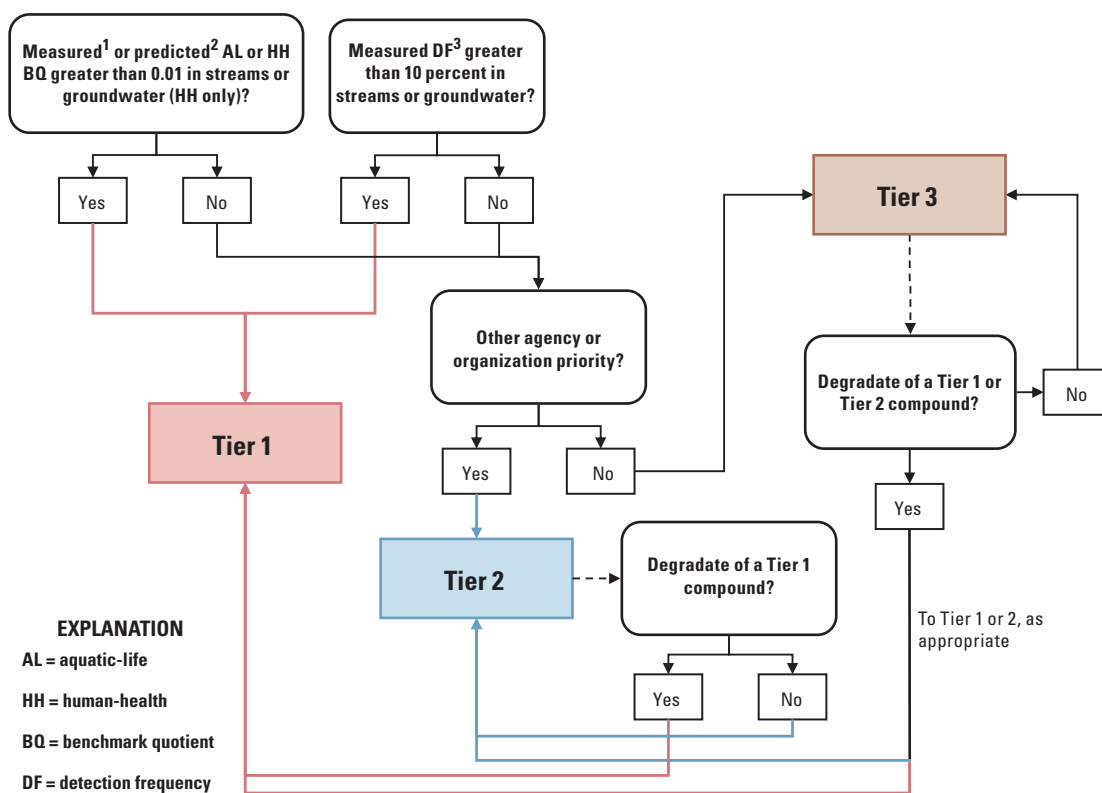 Measured1 or predicted2 AL or HH
BQ greater than 0.01 in streams or
groundwater (HH only)?
Measured DF3 greater
than 10 percent in
streams or groundwater?
Yes
No
Yes
No
Tier 3
Other agency or
organization priority?
Degradate of a Tier 1 or
Tier 2 compound?
No
Tier 1
Yes
No
Yes
Tier 2
Degradate of a Tier 1
compound?
To Tier 1 or 2, as
appropriate
Yes
No
EXPLANATION
AL = aquatic-life
HH = human-health
BQ = benchmark quotient
DF = detection frequency